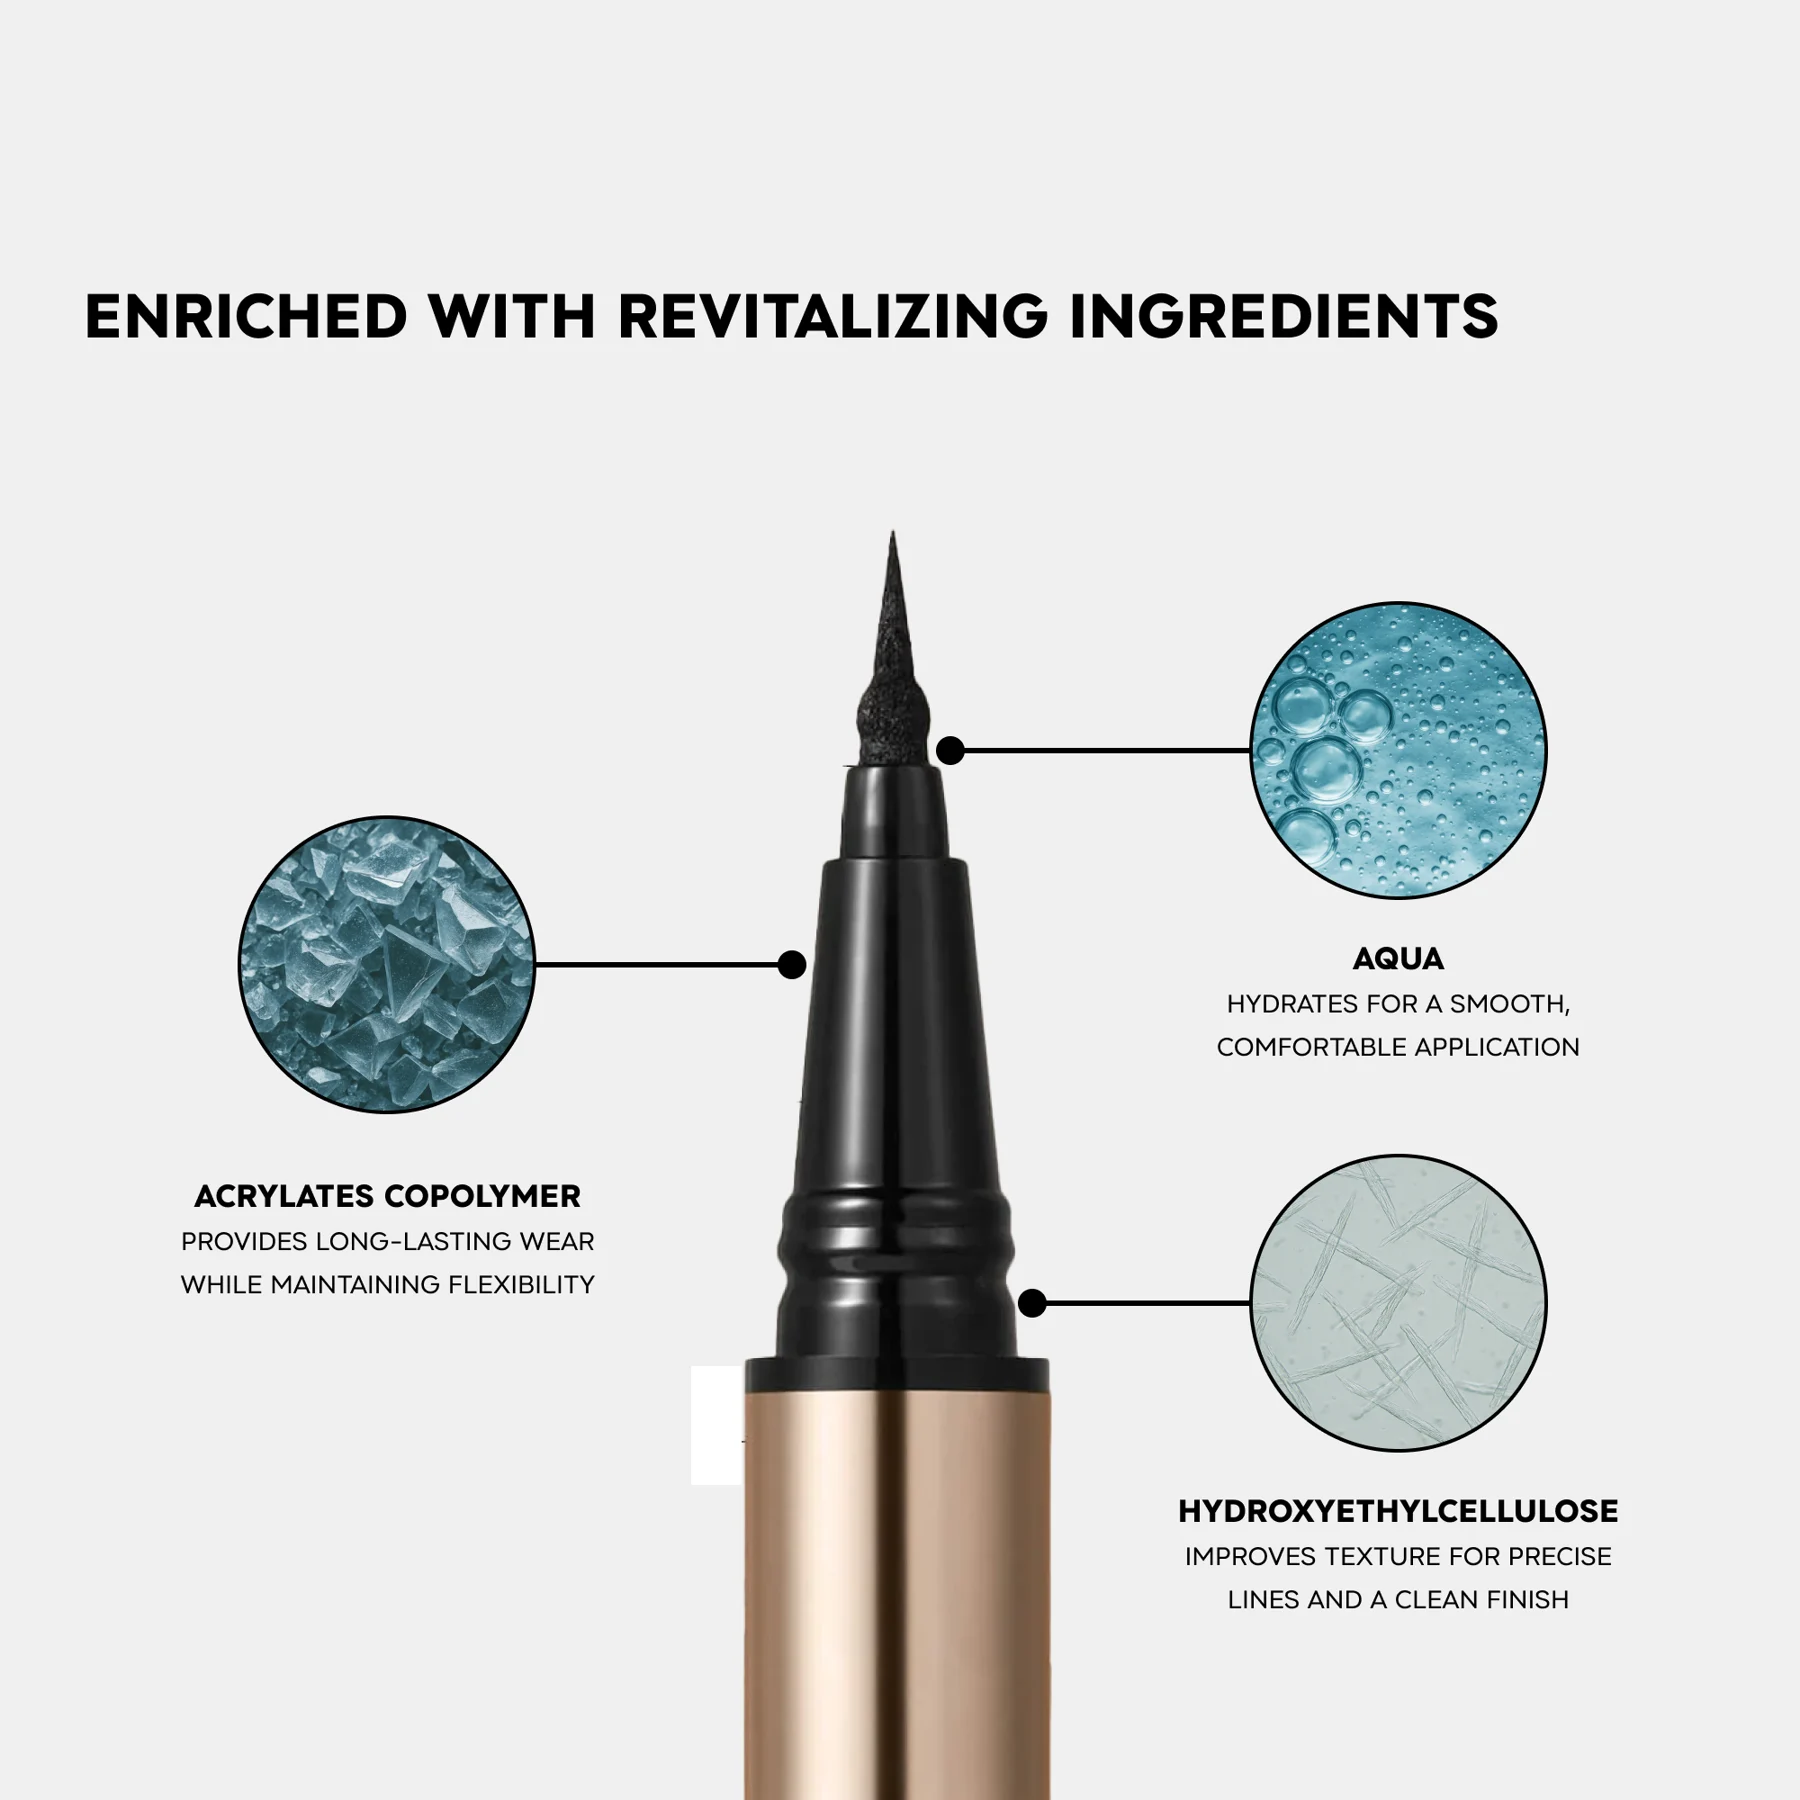 ENRICHED WITH REVITALIZING INGREDIENTS
AQUA
HYDRATES FOR A SMOOTH,
COMFORTABLE APPLICATION
ACRYLATES COPOLYMER
PROVIDES LONG-LASTING WEAR
WHILE MAINTAINING FLEXIBILITY
HYDROXYETHYLCELLULOSE
IMPROVES TEXTURE FOR PRECISE
LINES AND A CLEAN FINISH